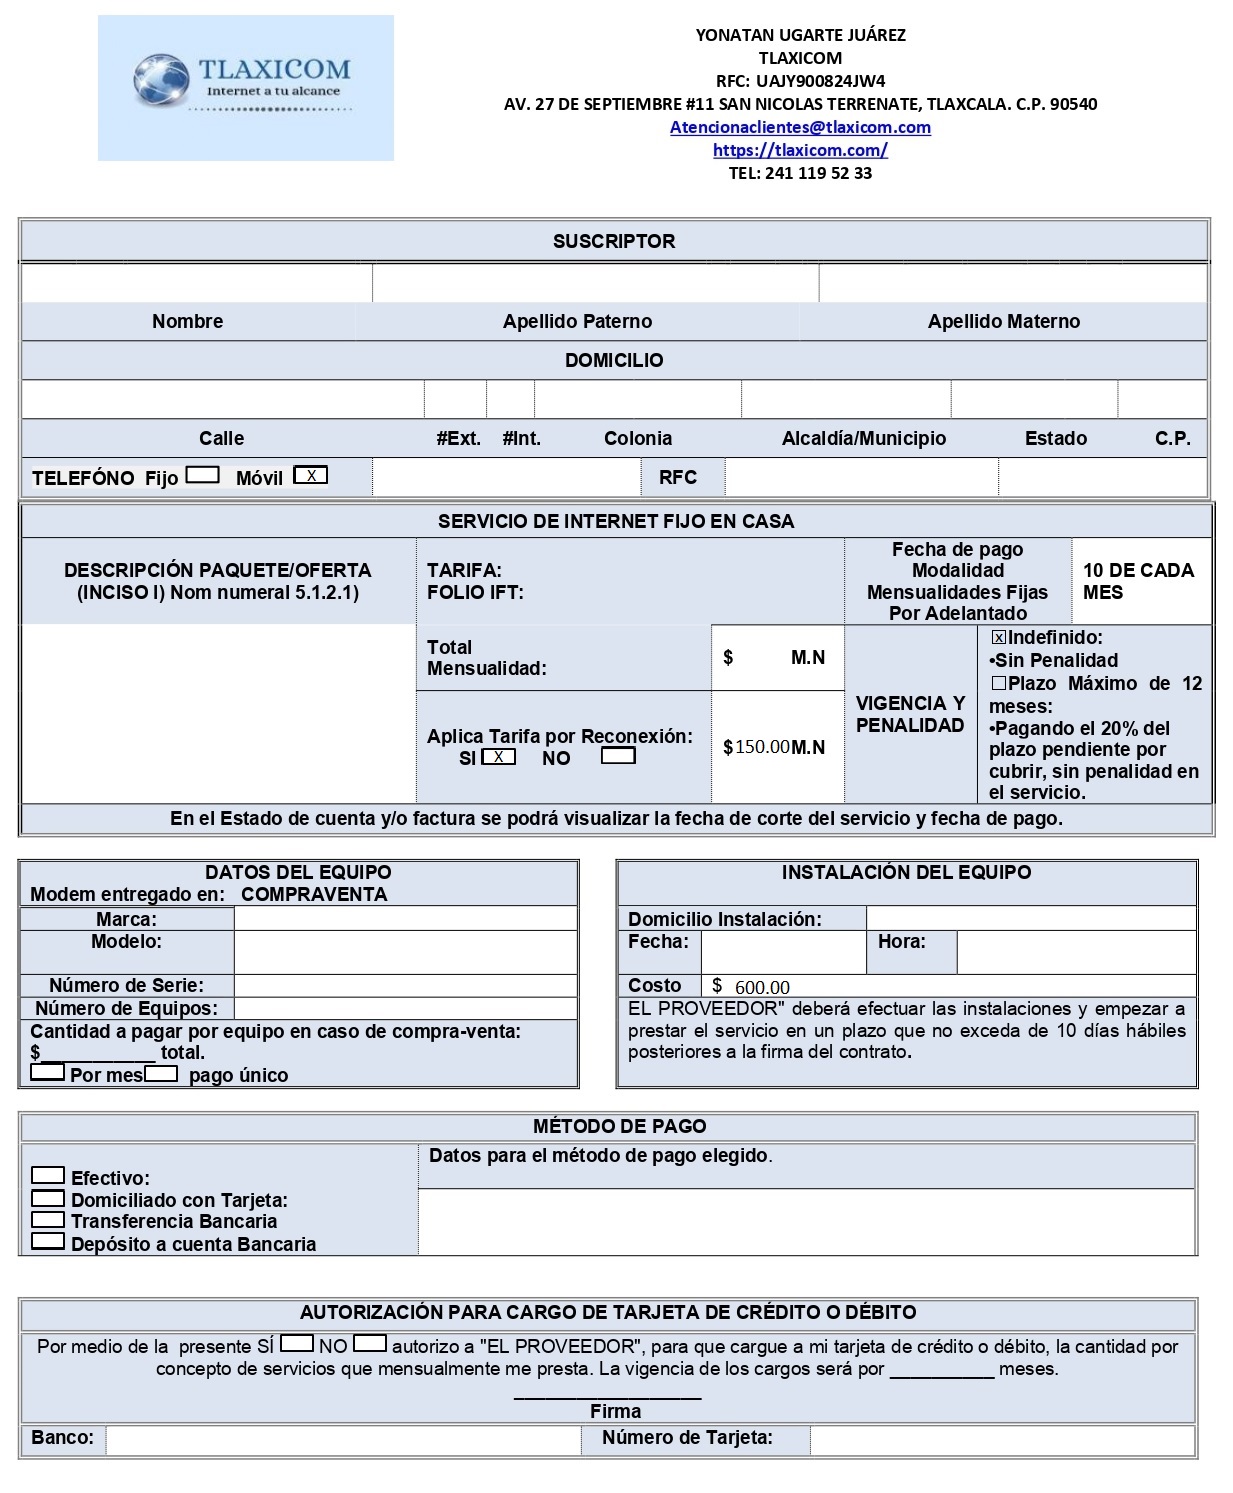 TLAXICOM
Internet a tu alcance
YONATAN UGARTE JUÁREZ
TLAXICOM
RFC: UAJY900824JW4
AV. 27 DE SEPTIEMBRE #11 SAN NICOLAS TERRENATE, TLAXCALA. C.P. 90540
Atencionaclientes@tlaxicom.com
https://tlaxicom.com/
TEL: 241 119 52 33
SUSCRIPTOR
Nombre Apellido Paterno Apellido Materno
DOMICILIO
Calle #Ext. #Int. Colonia Alcaldía/Municipio Estado C.P.
TELEFÓNO Fijo Móvil X RFC
SERVICIO DE INTERNET FIJO EN CASA
DESCRIPCIÓN PAQUETE/OFERTA
(INCISO I) Nom numeral 5.1.2.1)
TARIFA:
FOLIO IFT:
Fecha de pago
Modalidad
Mensualidades Fijas
Por Adelantado
10 DE CADA
MES
Total
Mensualidad:
$ M.N
Aplica Tarifa por Reconexión:
SI X NO
$150.00 M.N
VIGENCIA Y
PENALIDAD
x Indefinido:
•Sin Penalidad
☐Plazo Máximo de 12
meses:
•Pagando el 20% del
plazo pendiente por
cubrir, sin penalidad en
el servicio.
En el Estado de cuenta y/o factura se podrá visualizar la fecha de corte del servicio y fecha de pago.
DATOS DEL EQUIPO
Modem entregado en: COMPRAVENTA
Marca:
Modelo:
Número de Serie:
Número de Equipos:
Cantidad a pagar por equipo en caso de compra-venta:
$___________ total.
Por mes pago único
INSTALACIÓN DEL EQUIPO
Domicilio Instalación:
Fecha: Hora:
Costo $ 600.00
EL PROVEEDOR" deberá efectuar las instalaciones y empezar a
prestar el servicio en un plazo que no exceda de 10 días hábiles
posteriores a la firma del contrato.
MÉTODO DE PAGO
Datos para el método de pago elegido.
Efectivo:
Domiciliado con Tarjeta:
Transferencia Bancaria
Depósito a cuenta Bancaria
AUTORIZACIÓN PARA CARGO DE TARJETA DE CRÉDITO O DÉBITO
Por medio de la presente SÍ NO autorizo a "EL PROVEEDOR", para que cargue a mi tarjeta de crédito o débito, la cantidad por
concepto de servicios que mensualmente me presta. La vigencia de los cargos será por __________ meses.
__________________
Firma
Banco: Número de Tarjeta: